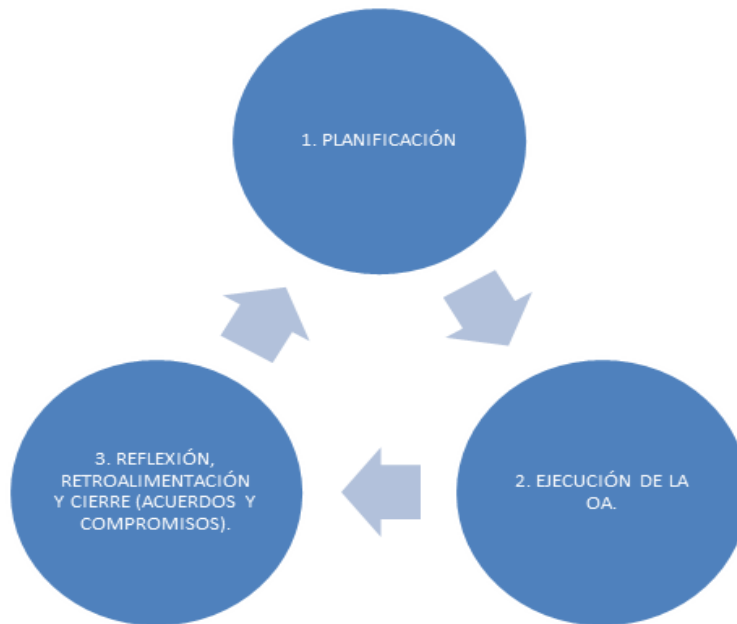 1. PLANIFICACIÓN
2. EJECUCIÓN DE LA
OA.
3. REFLEXIÓN,
RETROALIMENTACIÓN
Y CIERRE (ACUERDOS Y
COMPROMISOS).